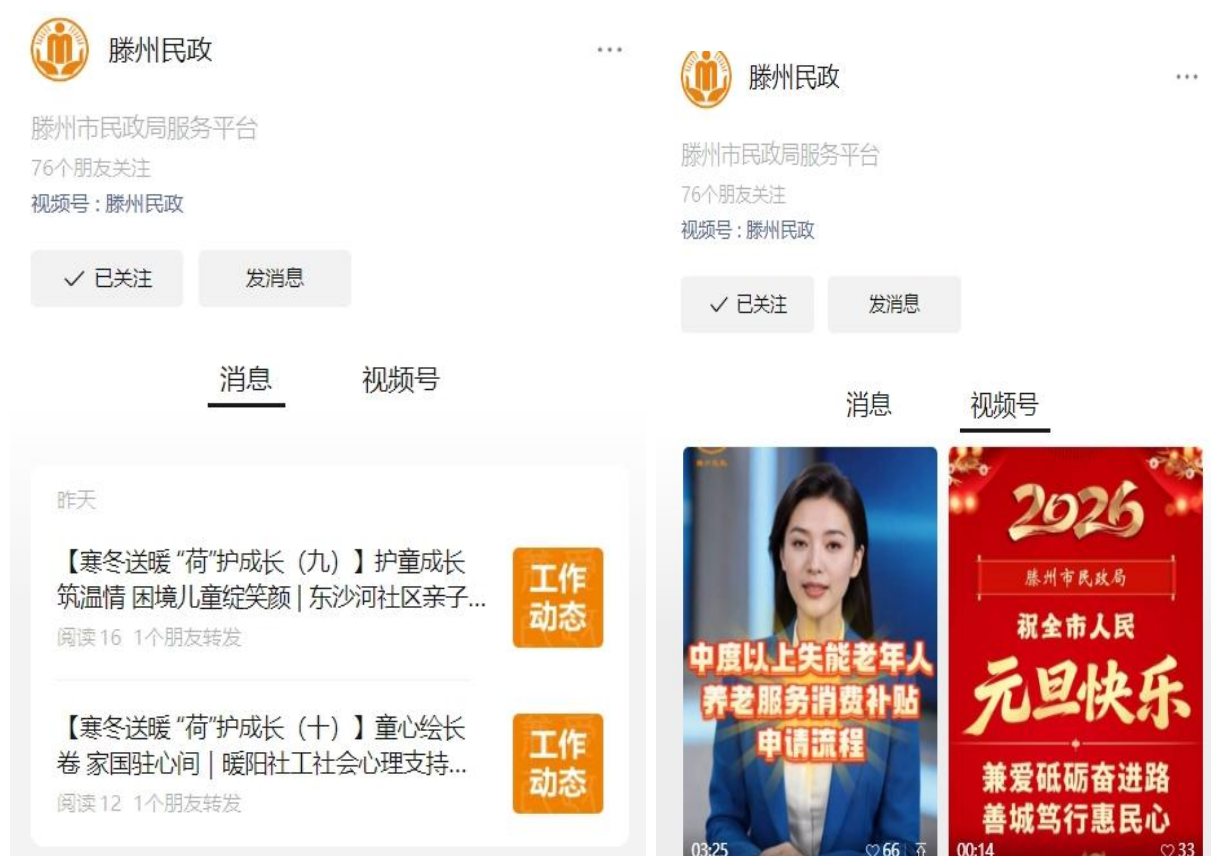 滕州民政
滕州市民政局服务平台
76个朋友关注
视频号：滕州民政
已关注
发消息
消息
视频号
昨天
【寒冬送暖 “荷”护成长（九）】护童成长
筑温情 困境儿童绽笑颜 | 东沙河社区亲子...
阅读 16 1个朋友转发
工作
动态
【寒冬送暖 “荷”护成长（十）】童心绘长
卷 家国驻心间 | 暖阳社工社会心理支持...
阅读 12 1个朋友转发
工作
动态
滕州民政
滕州市民政局服务平台
76个朋友关注
视频号：滕州民政
已关注
发消息
消息
视频号
中度以上失能老年人
养老服务消费补贴
申请流程
03:25
66
2026
滕州市民政局
祝全市人民
元旦快乐
兼爱砥砺奋进路
善城笃行惠民心
00:14
33